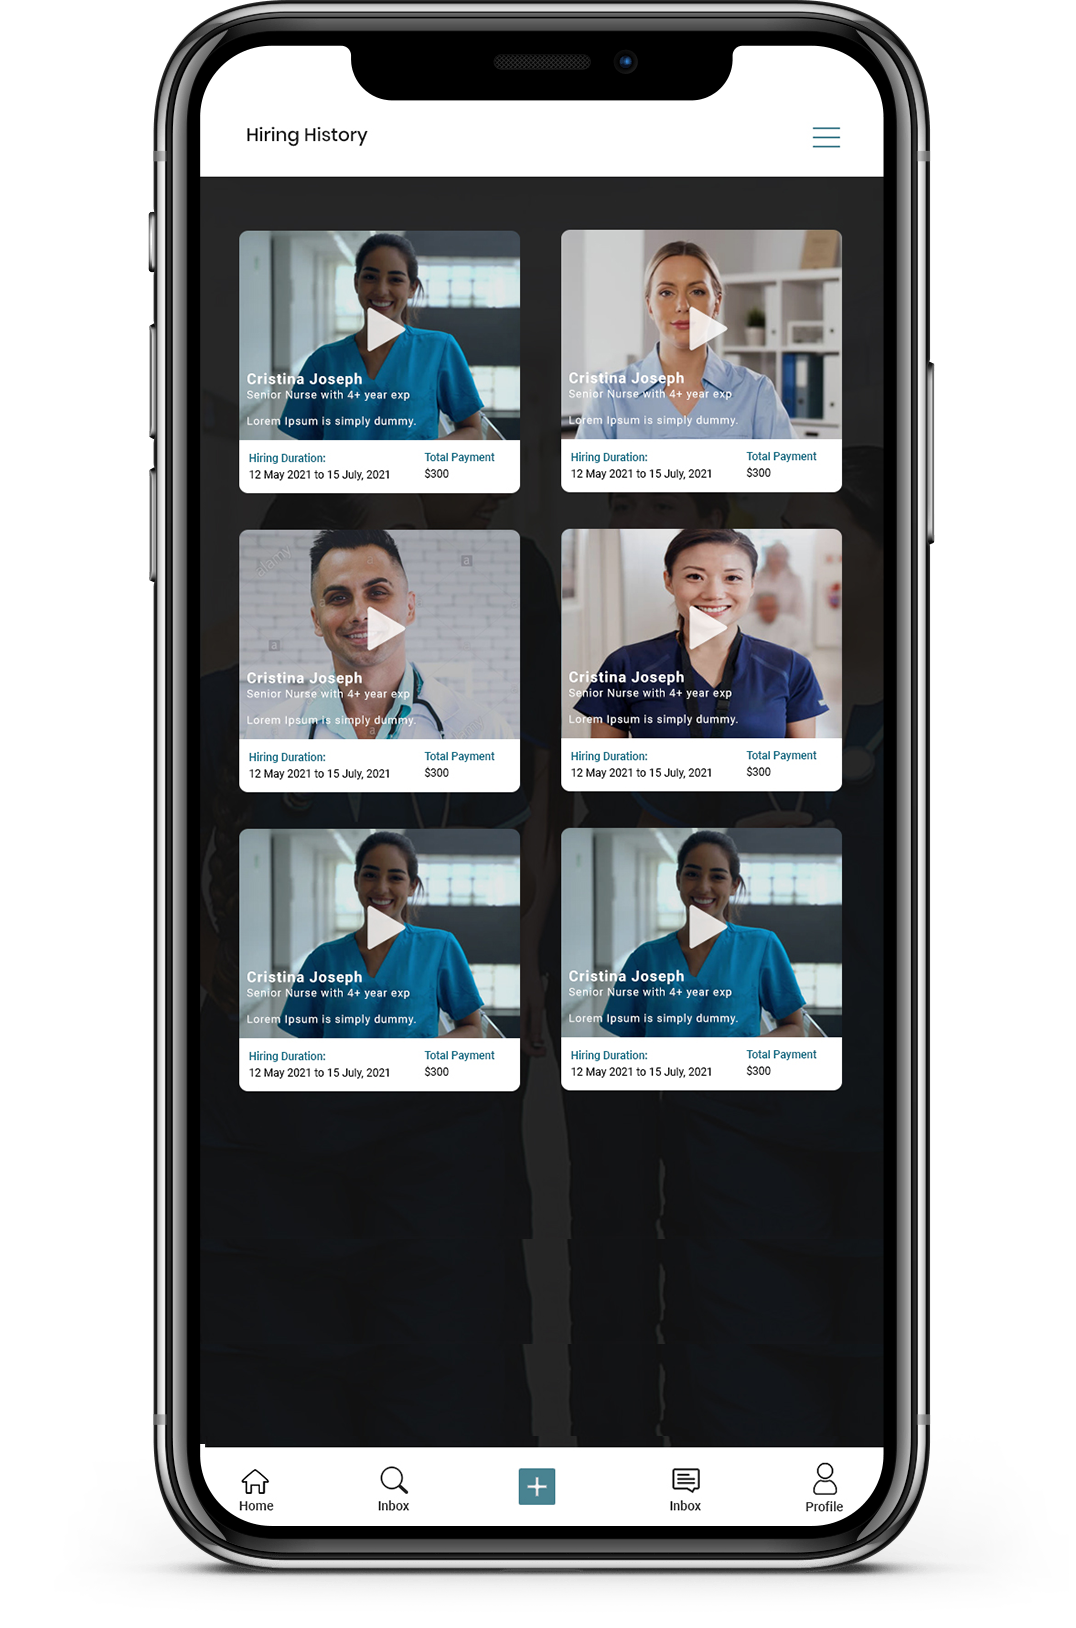 Hiring History
Cristina Joseph
Senior Nurse with 4+ year exp
Lorem Ipsum is simply dummy.
Hiring Duration:
12 May 2021 to 15 July, 2021
Total Payment
$300
Cristina Joseph
Senior Nurse with 4+ year exp
Lorem Ipsum is simply dummy.
Hiring Duration:
12 May 2021 to 15 July, 2021
Total Payment
$300
alamy
a
a
a
a
Cristina Joseph
Senior Nurse with 4+ year exp
Lorem Ipsum is simply dummy.
Hiring Duration:
12 May 2021 to 15 July, 2021
Total Payment
$300
Cristina Joseph
Senior Nurse with 4+ year exp
Lorem Ipsum is simply dummy.
Hiring Duration:
12 May 2021 to 15 July, 2021
Total Payment
$300
Cristina Joseph
Senior Nurse with 4+ year exp
Lorem Ipsum is simply dummy.
Hiring Duration:
12 May 2021 to 15 July, 2021
Total Payment
$300
Cristina Joseph
Senior Nurse with 4+ year exp
Lorem Ipsum is simply dummy.
Hiring Duration:
12 May 2021 to 15 July, 2021
Total Payment
$300
Home
Inbox
Inbox
Profile